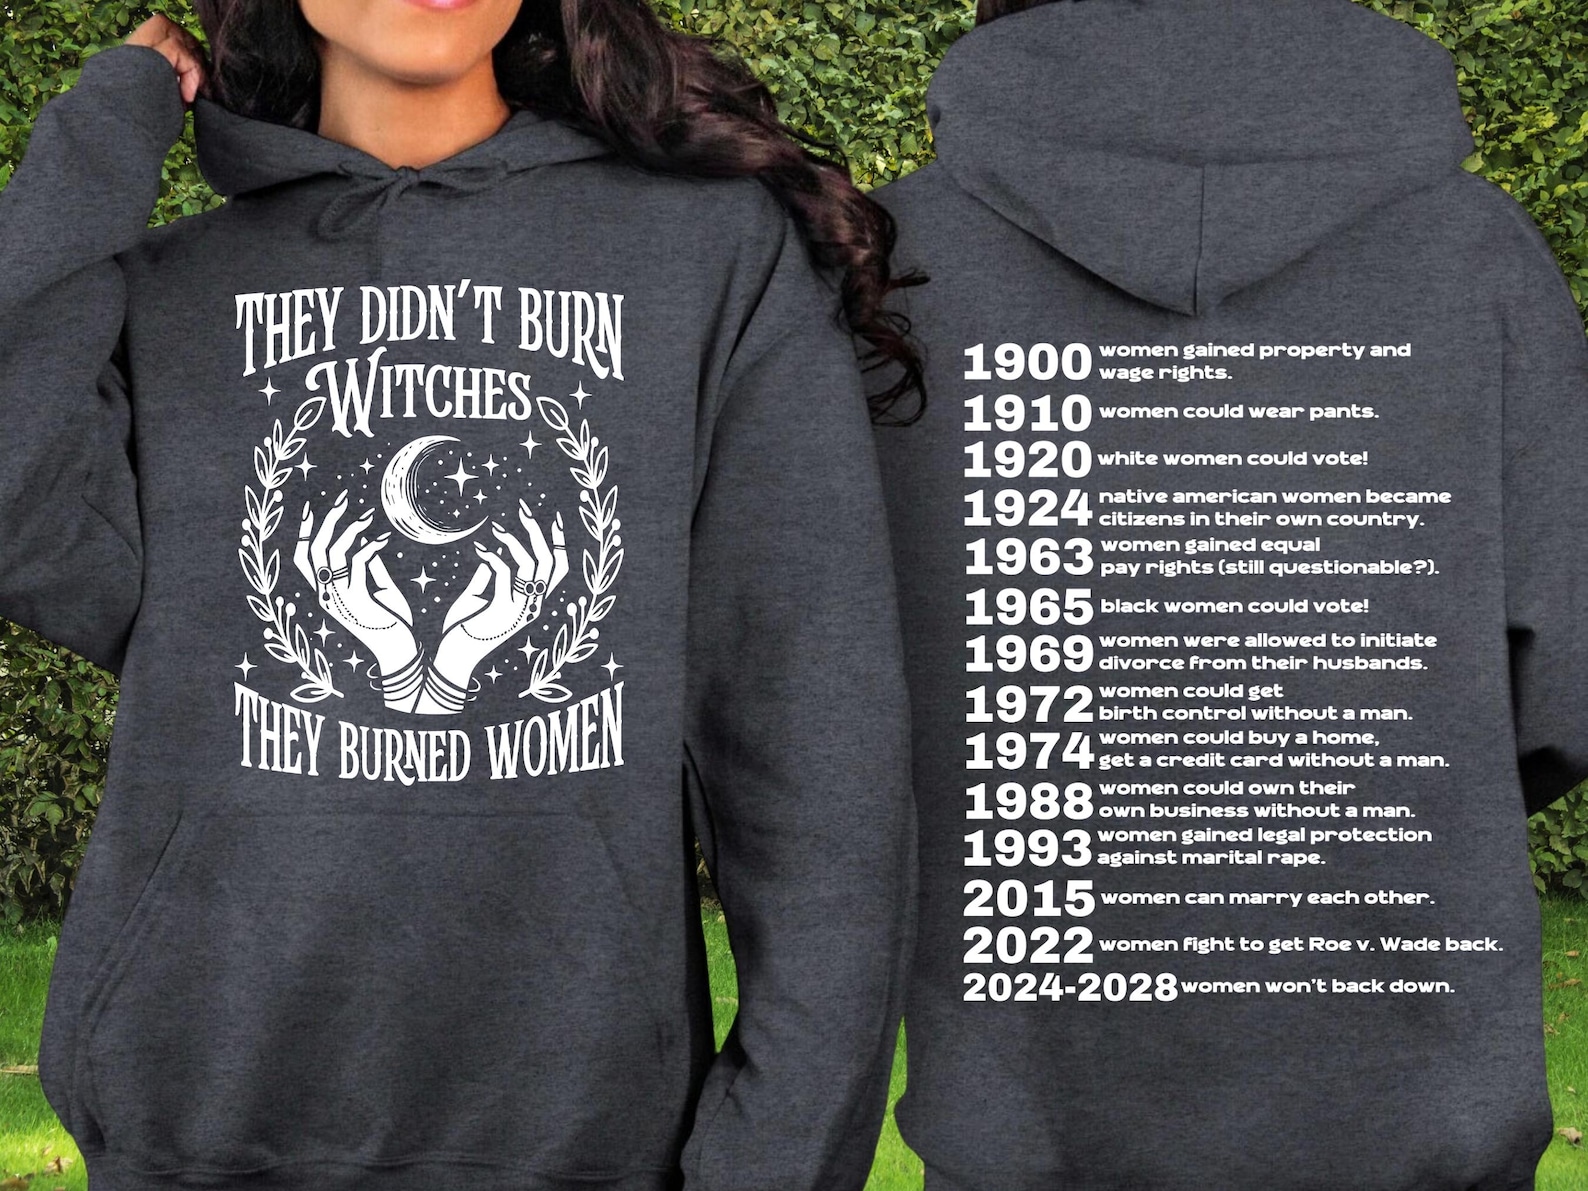 THEY DIDN'T BURN
WITCHES
THEY BURNED WOMEN
1900 women gained property and
wage rights.
1910 women could wear pants.
1920 white women could vote!
1924 native american women became
citizens in their own country.
1963 women gained equal
pay rights (still questionable?).
1965 black women could vote!
1969 women were allowed to initiate
divorce from their husbands.
1972 women could get
birth control without a man.
1974 women could buy a home,
get a credit card without a man.
1988 women could own their
own business without a man.
1993 women gained legal protection
against marital rape.
2015 women can marry each other.
2022 women fight to get Roe v. Wade back.
2024-2028 women won't back down.